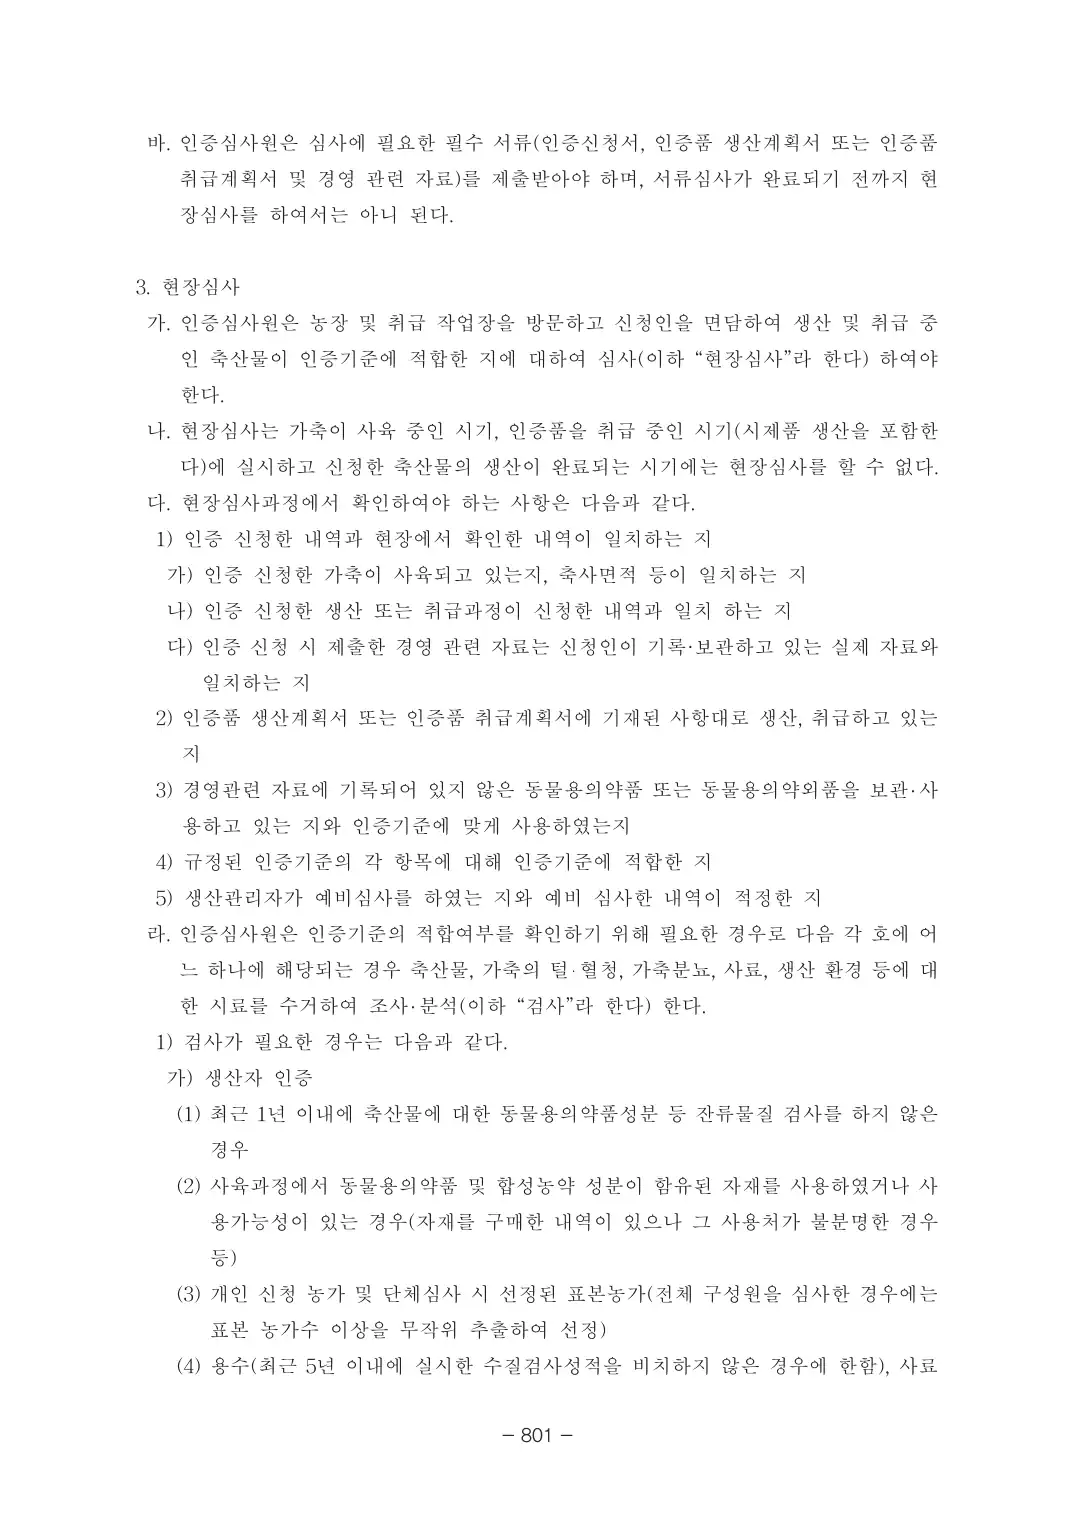 바. 인증심사원은 심사에 필요한 필수 서류(인증신청서, 인증품 생산계획서 또는 인증품
취급계획서 및 경영 관련 자료)를 제출받아야 하며, 서류심사가 완료되기 전까지 현
장심사를 하여서는 아니 된다.
3. 현장심사
가. 인증심사원은 농장 및 취급 작업장을 방문하고 신청인을 면담하여 생산 및 취급 중
인 축산물이 인증기준에 적합한 지에 대하여 심사(이하 “현장심사”라 한다) 하여야
한다.
나. 현장심사는 가축이 사육 중인 시기, 인증품을 취급 중인 시기(시제품 생산을 포함한
다)에 실시하고 신청한 축산물의 생산이 완료되는 시기에는 현장심사를 할 수 없다.
다. 현장심사과정에서 확인하여야 하는 사항은 다음과 같다.
1) 인증 신청한 내역과 현장에서 확인한 내역이 일치하는 지
가) 인증 신청한 가축이 사육되고 있는지, 축사면적 등이 일치하는 지
나) 인증 신청한 생산 또는 취급과정이 신청한 내역과 일치 하는 지
다) 인증 신청 시 제출한 경영 관련 자료는 신청인이 기록·보관하고 있는 실제 자료와
일치하는 지
2) 인증품 생산계획서 또는 인증품 취급계획서에 기재된 사항대로 생산, 취급하고 있는
지
3) 경영관련 자료에 기록되어 있지 않은 동물용의약품 또는 동물용의약외품을 보관·사
용하고 있는 지와 인증기준에 맞게 사용하였는지
4) 규정된 인증기준의 각 항목에 대해 인증기준에 적합한 지
5) 생산관리자가 예비심사를 하였는 지와 예비 심사한 내역이 적정한 지
라. 인증심사원은 인증기준의 적합여부를 확인하기 위해 필요한 경우로 다음 각 호에 어
느 하나에 해당되는 경우 축산물, 가축의 털·혈청, 가축분뇨, 사료, 생산 환경 등에 대
한 시료를 수거하여 조사·분석(이하 “검사”라 한다) 한다.
1) 검사가 필요한 경우는 다음과 같다.
가) 생산자 인증
(1) 최근 1년 이내에 축산물에 대한 동물용의약품성분 등 잔류물질 검사를 하지 않은
경우
(2) 사육과정에서 동물용의약품 및 합성농약 성분이 함유된 자재를 사용하였거나 사
용가능성이 있는 경우(자재를 구매한 내역이 있으나 그 사용처가 불분명한 경우
등)
(3) 개인 신청 농가 및 단체심사 시 선정된 표본농가(전체 구성원을 심사한 경우에는
표본 농가수 이상을 무작위 추출하여 선정)
(4) 용수(최근 5년 이내에 실시한 수질검사성적을 비치하지 않은 경우에 한함), 사료
– 801 –